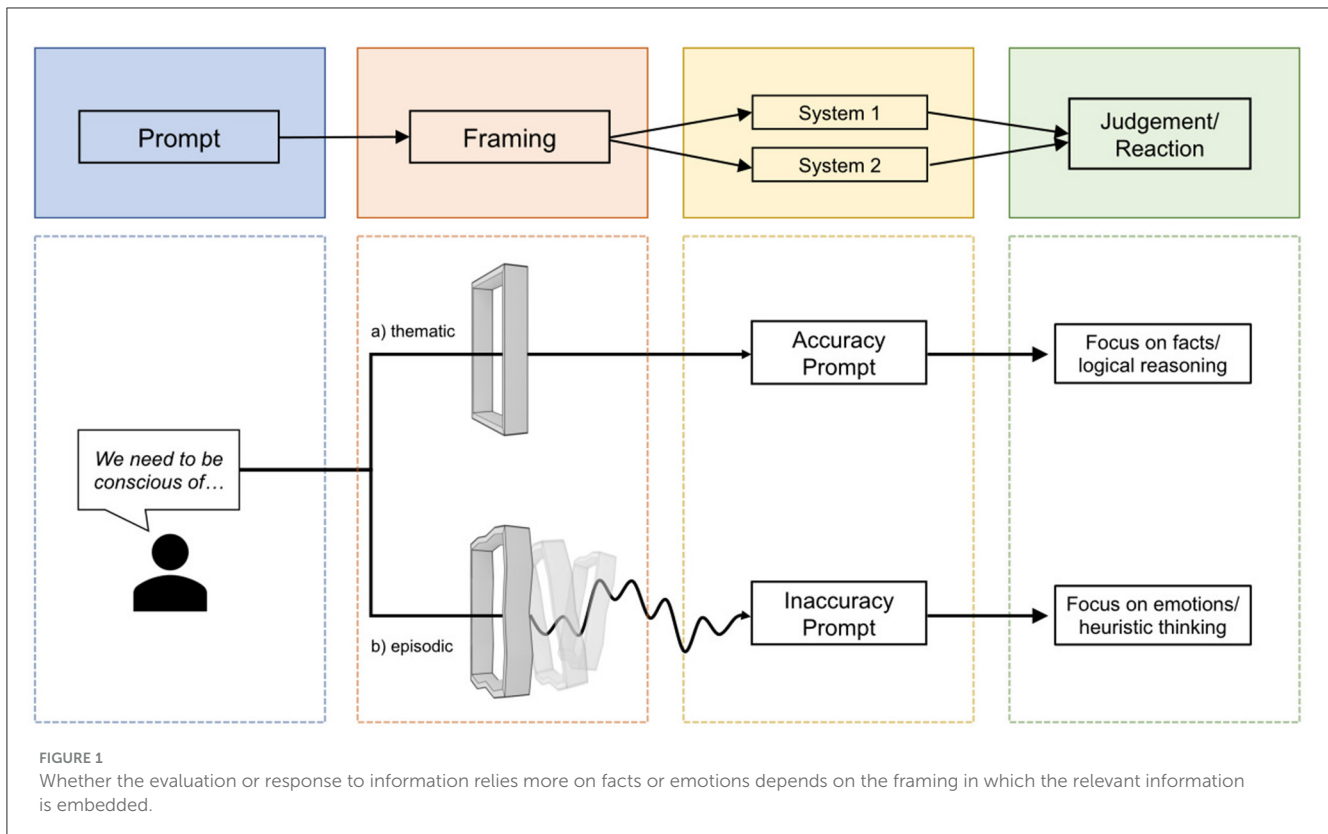 Prompt
Framing
System 1
System 2
Judgement/
Reaction
a) thematic
Accuracy
Prompt
Focus on facts/
logical reasoning
We need to be
conscious of…
b) episodic
Inaccuracy
Prompt
Focus on emotions/
heuristic thinking
FIGURE 1
Whether the evaluation or response to information relies more on facts or emotions depends on the framing in which the relevant information
is embedded.